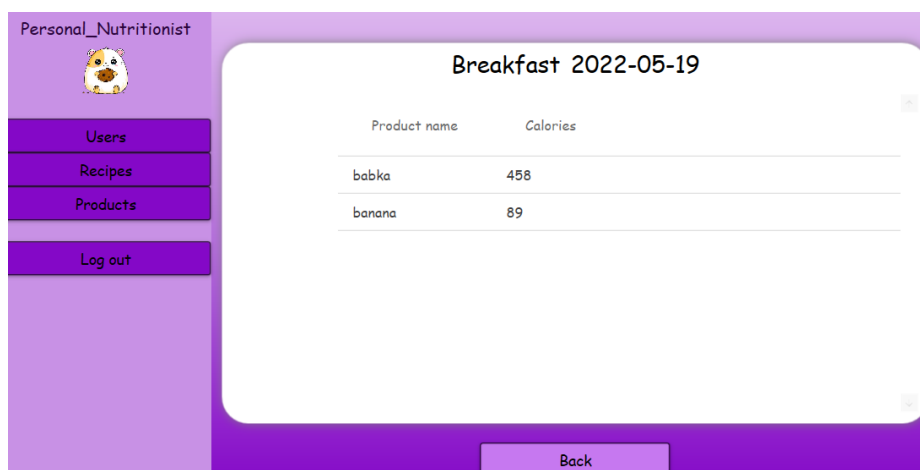 Personal_Nutritionist
Users
Recipes
Products
Log out
Breakfast 2022-05-19
Product name Calories
babka 458
banana 89
Back